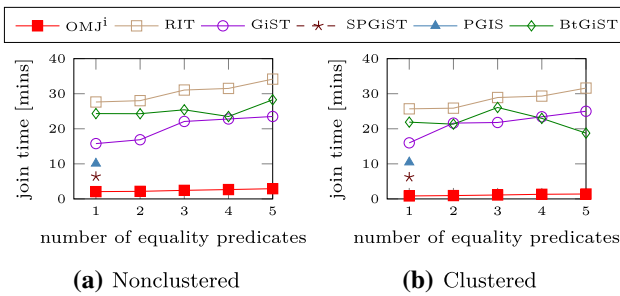 OMJ^i RIT GiST SPGiST PGIS BtGiST
40
30
20
10
0
1 2 3 4 5
join time [mins]
number of equality predicates
(a) Nonclustered
40
30
20
10
0
1 2 3 4 5
join time [mins]
number of equality predicates
(b) Clustered